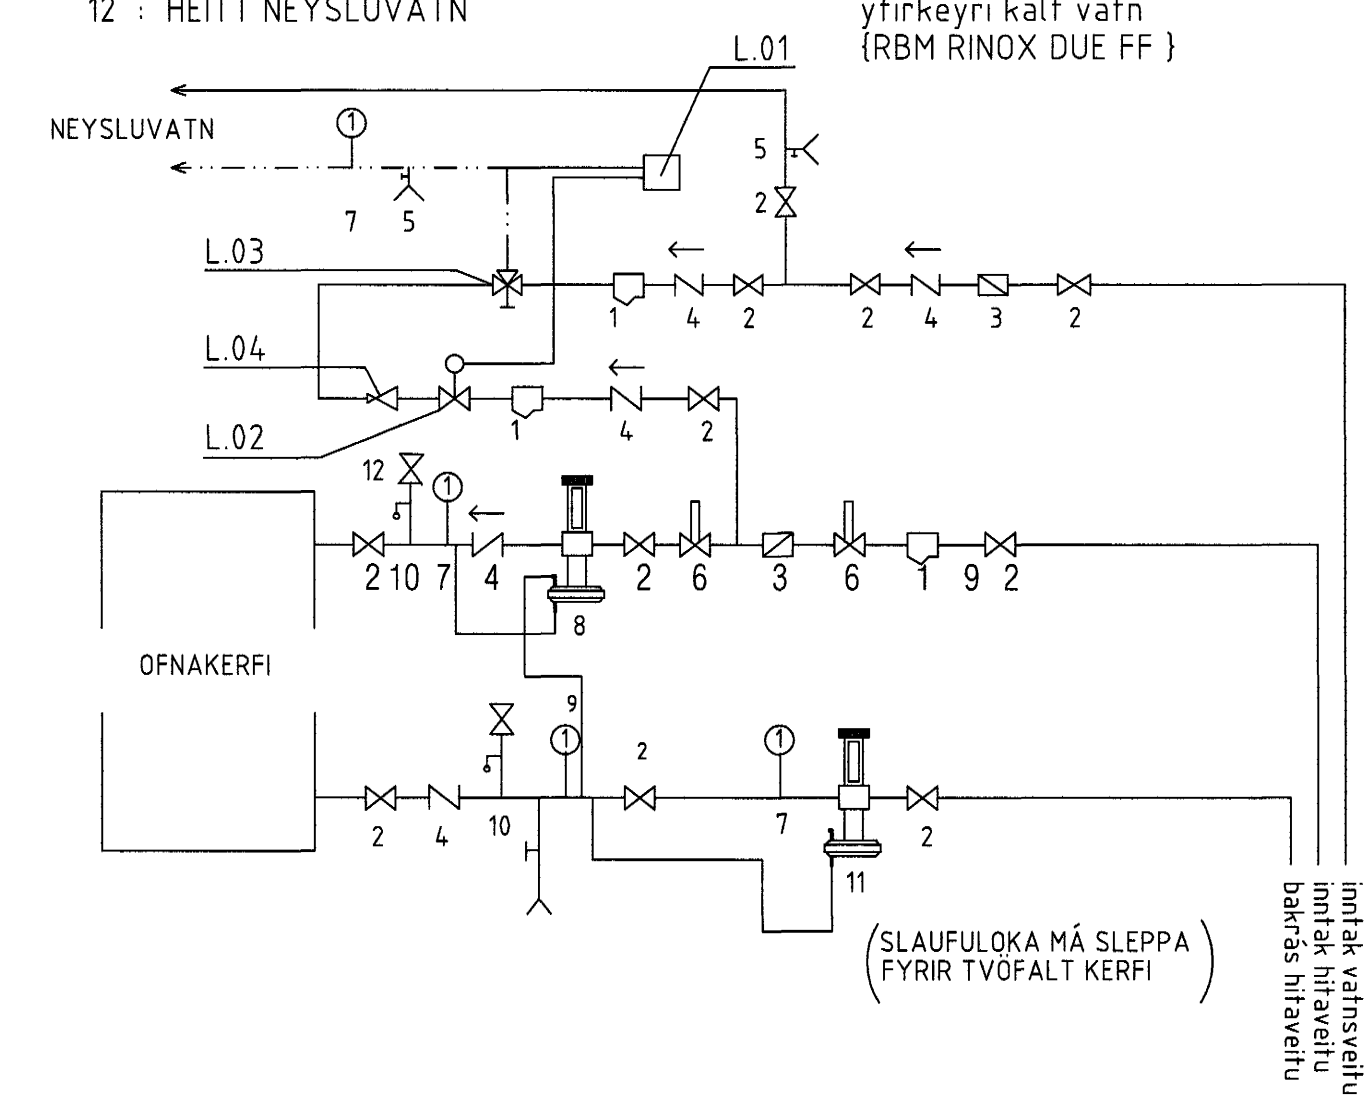 12 : HEITT NEYSLUVATN
yfirkeyri kalt vatn
{RBM RINOX DUE FF }
L.01
NEYSLUVATN
1
5
7 5
2
L.03
1 4 2 2 4 3 2
L.04
1 4 2
L.02
12
1
2 10 7 4 2 6 3 6 1 9 2
8
OFNAKERFI
9
1
2
1
2 4 10 7 2
11
(SLAUFULOKA MÁ SLEPPA
FYRIR TVÖFALT KERFI)
inntak vatnsveitu
inntak hitaveitu
bakrás hitaveitu